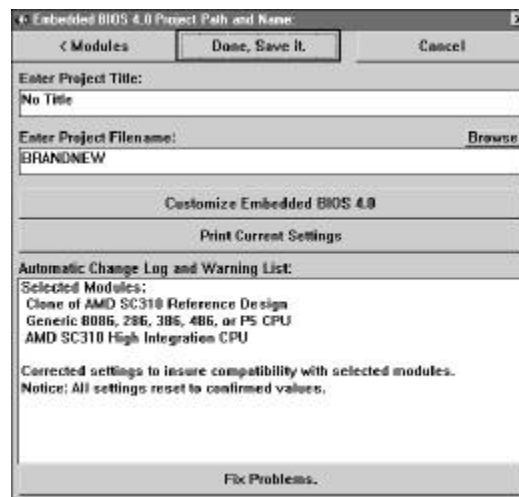 Embedded BIOS 4.0 Project Path and Name:
< Modules
Done, Save It.
Cancel
Enter Project Title:
No Title
Enter Project Filename:
Browse
BRANDNEW
Customize Embedded BIOS 4.0
Print Current Settings
Automatic Change Log and Warning List:
Selected Modules:
Clone of AMD SC310 Reference Design
Generic 8086, 286, 386, 486, or P5 CPU
AMD SC310 High Integration CPU
Corrected settings to insure compatibility with selected modules.
Notice: All settings reset to confirmed values.
Fix Problems.